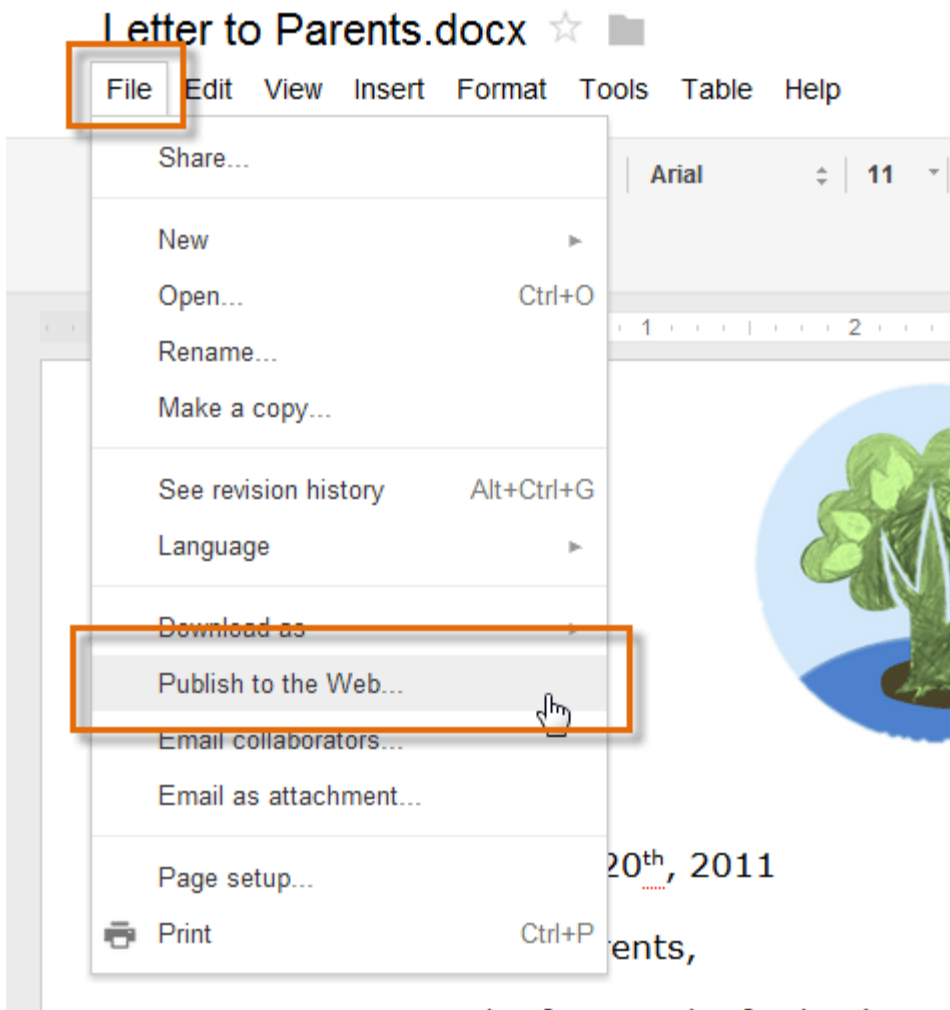 Letter to Parents.docx
File Edit View Insert Format Tools Table Help
Share...
Arial 11
New
Open... Ctrl+O
1 2
Rename...
Make a copy...
See revision history Alt+Ctrl+G
Language
Download as
Publish to the Web...
Email collaborators...
Email as attachment...
20th, 2011
Page setup...
Print Ctrl+P
ents,